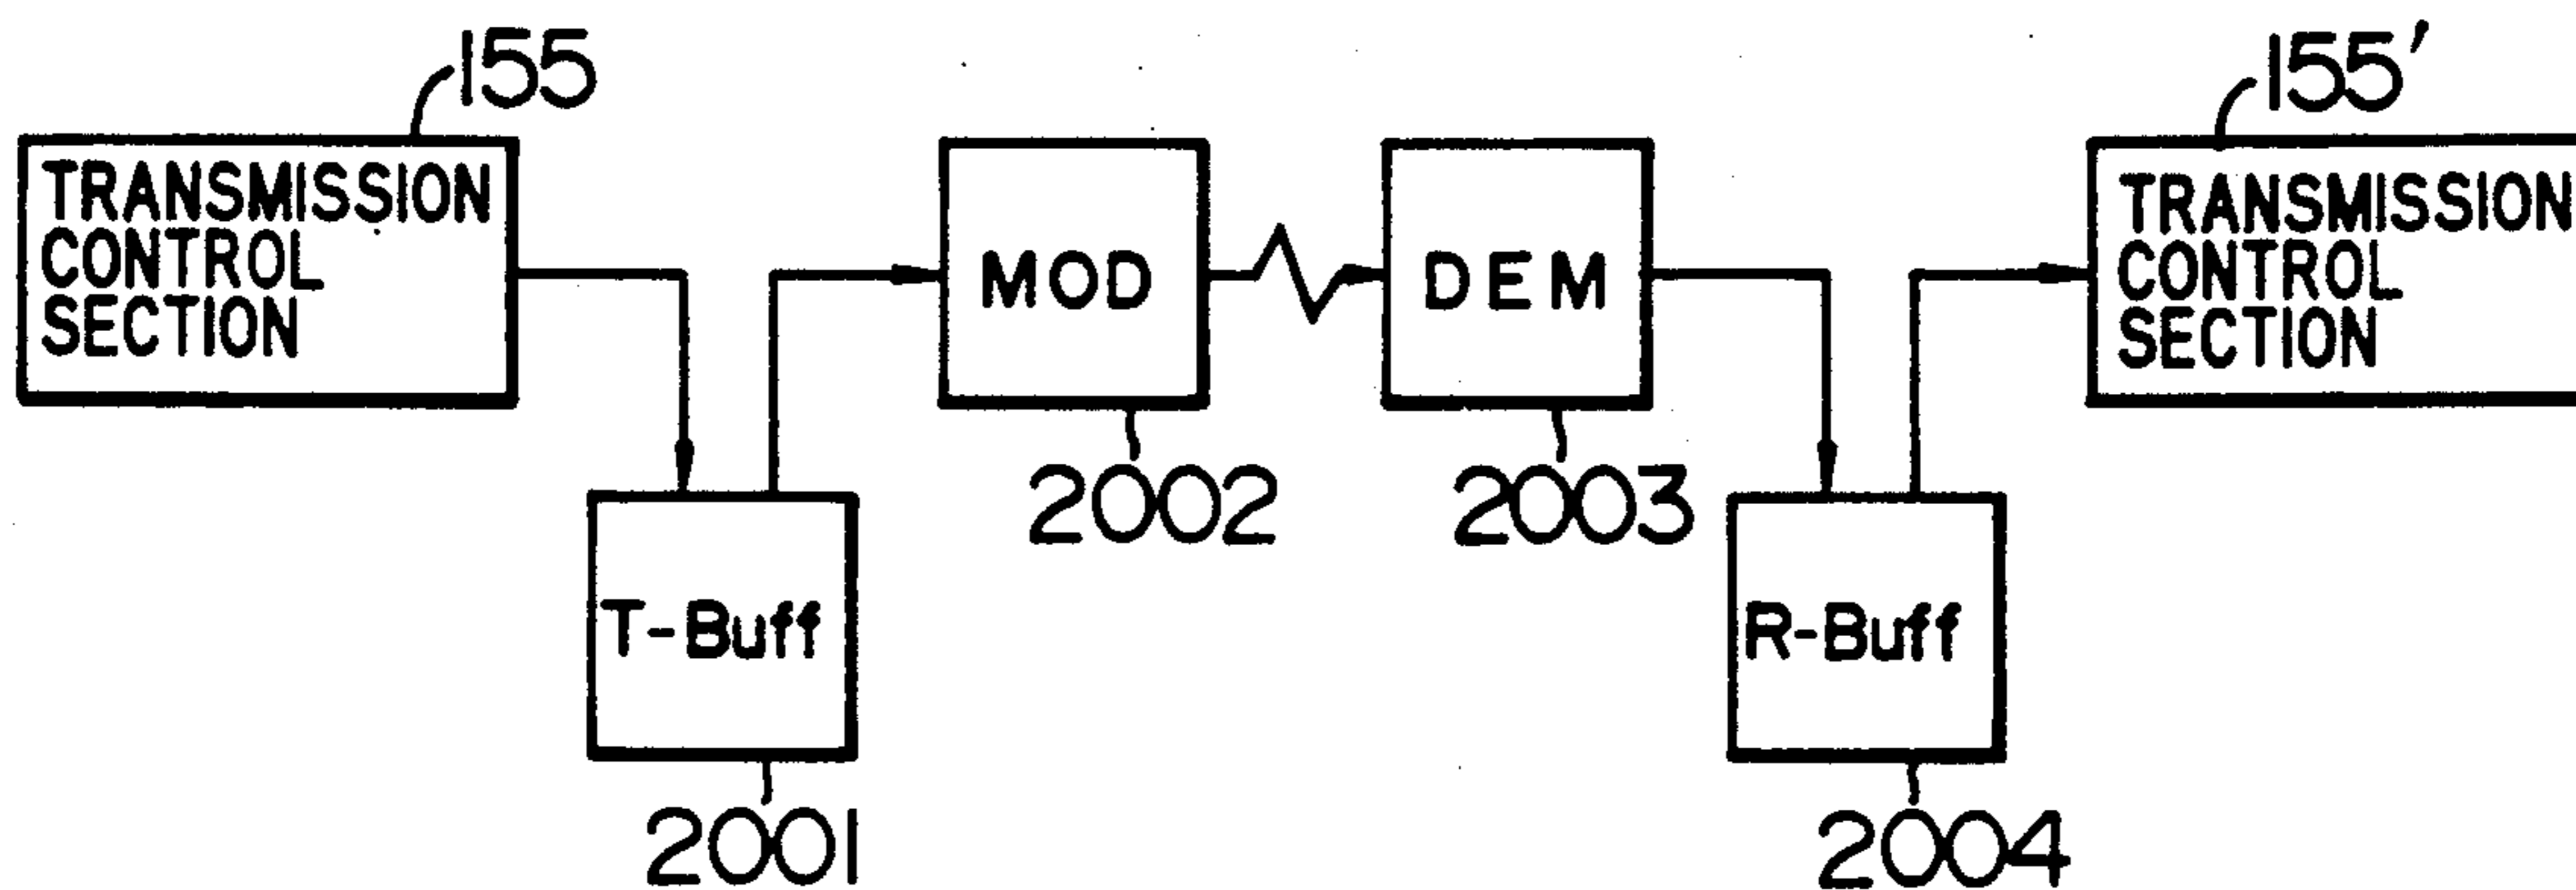 155
155'
TRANSMISSION
CONTROL
SECTION
MOD
DEM
TRANSMISSION
CONTROL
SECTION
2002
2003
T-Buff
R-Buff
2001
2004